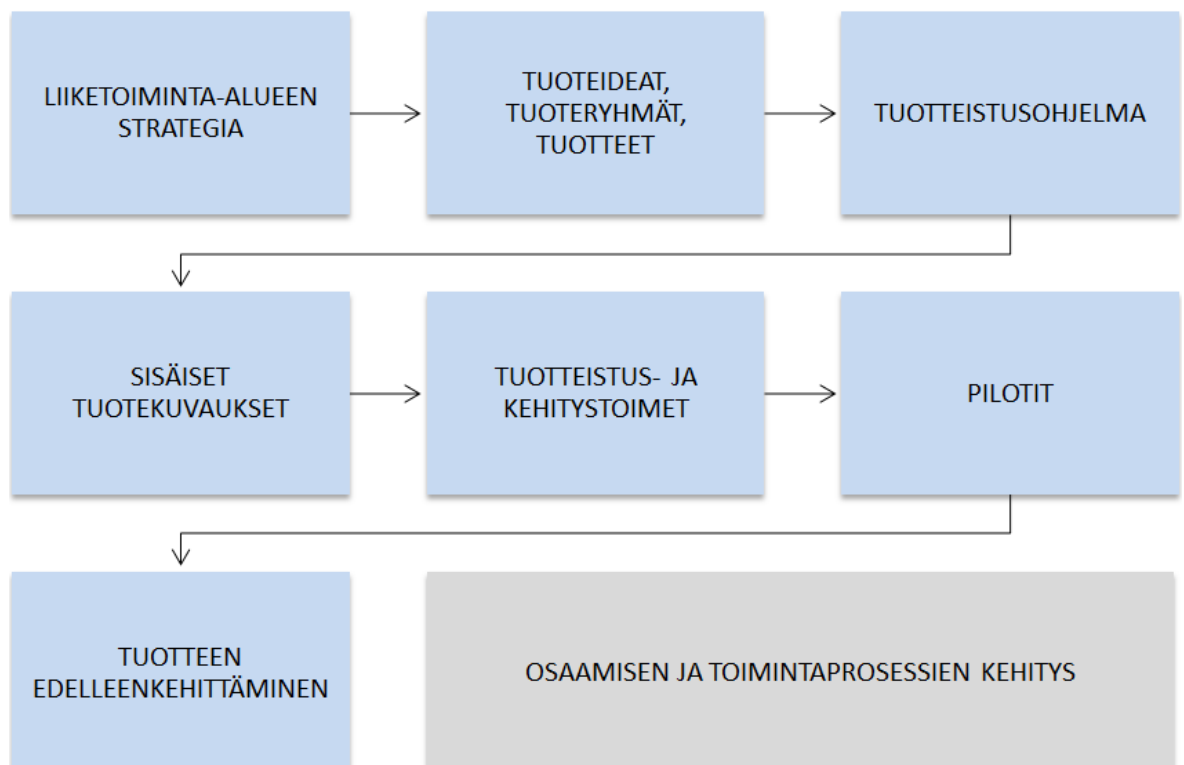 LIIKETOIMINTA-ALUEEN
STRATEGIA
TUOTEIDEAT,
TUOTERYHMÄT,
TUOTTEET
TUOTTEISTUSOHJELMA
SISÄISET
TUOTEKUVAUKSET
TUOTTEISTUS- JA
KEHITYSTOIMET
PILOTIT
TUOTTEEN
EDELLEENKEHITTÄMINEN
OSAAMISEN JA TOIMINTAPROSESSIEN KEHITYS